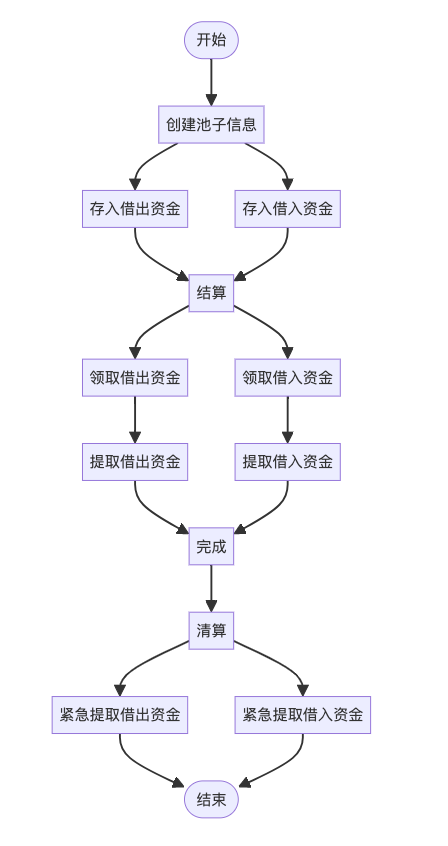 开始
创建池子信息
存入借出资金
存入借入资金
结算
领取借出资金
领取借入资金
提取借出资金
提取借入资金
完成
清算
紧急提取借出资金
紧急提取借入资金
结束